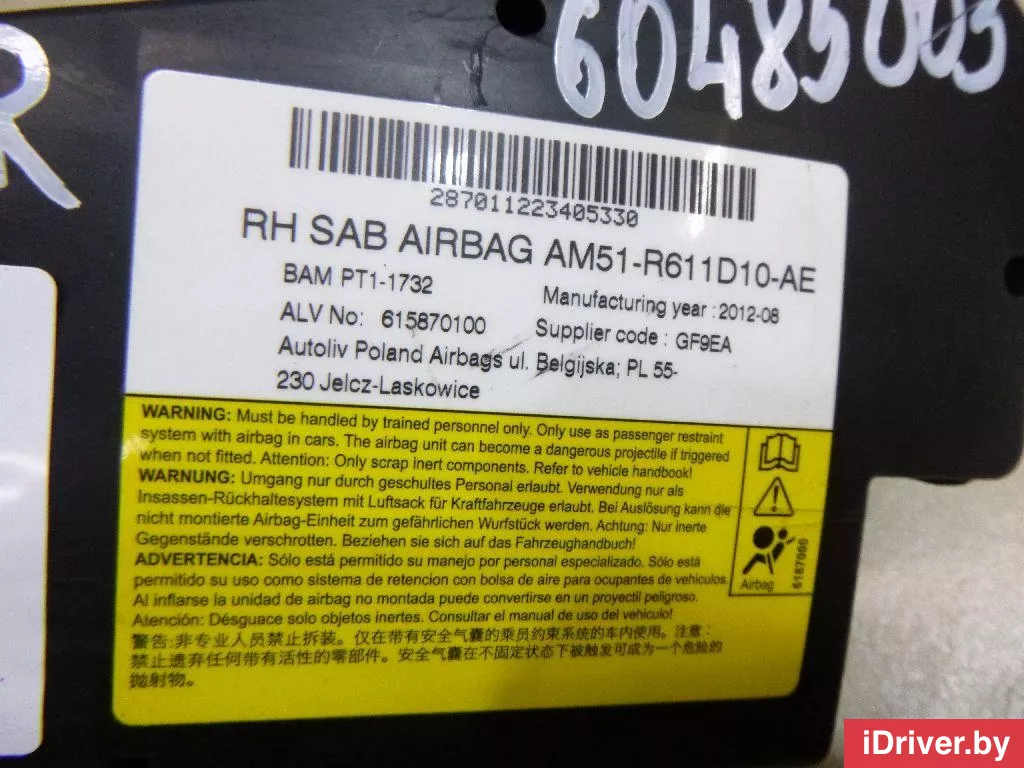 60485003
R
287011223405330
RH SAB AIRBAG AM51-R611D10-AE
BAM PT1-1732
Manufacturing year : 2012-08
ALV No: 615870100
Supplier code : GF9EA
Autoliv Poland Airbags ul. Belgijska; PL 55-
230 Jelcz-Laskowice
WARNING: Must be handled by trained personnel only. Only use as passenger restraint
system with airbag in cars. The airbag unit can become a dangerous projectile if triggered
when not fitted. Attention: Only scrap inert components. Refer to vehicle handbook!
WARNUNG: Umgang nur durch geschultes Personal erlaubt. Verwendung nur als
Insassen-Rückhaltesystem mit Luftsack für Kraftfahrzeuge erlaubt. Bei Auslösung kann die
nicht montierte Airbag-Einheit zum gefährlichen Wurfstück werden. Achtung: Nur inerte
Gegenstände verschrotten. Beziehen sie sich auf das Fahrzeughandbuch!
ADVERTENCIA: Sólo está permitido su manejo por personal especializado. Sólo está
permitido su uso como sistema de retencion con bolsa de aire para ocupantes de vehiculos.
Al inflarse la unidad de airbag no montada puede convertirse en un proyectil peligroso.
Atención: Désguace solo objetos inertes. Consultar el manual de uso del vehiculo!
警告:非专业人员禁止拆装。仅在带有安全气囊的乘员约束系统的车内使用。注意:
禁止遗弃任何带有活性的零部件。安全气囊在不固定状态下被触发可成为一个危险的
抛射物。
Airbag
5187000
iDriver.by